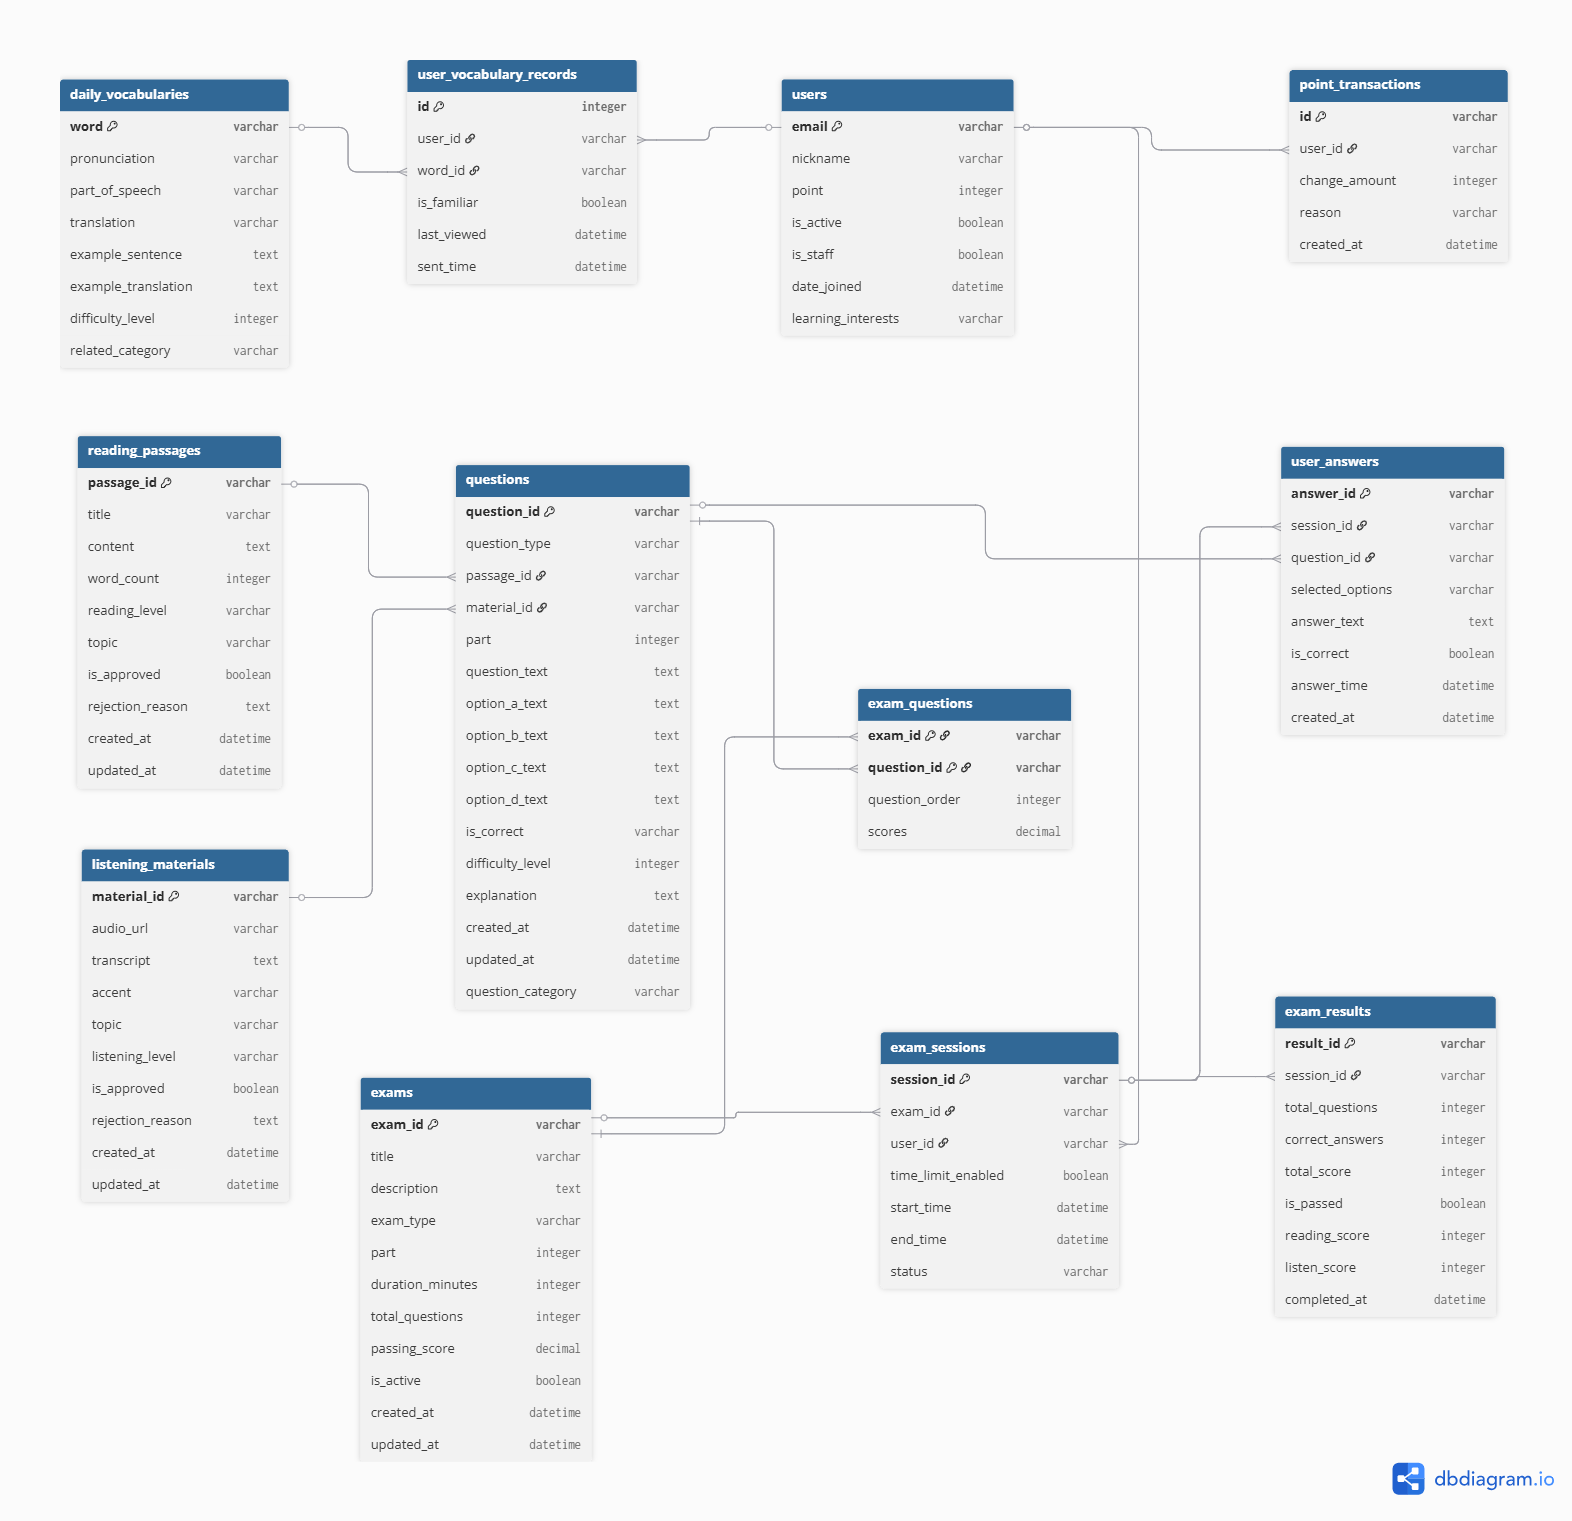 daily_vocabularies
word varchar
pronunciation varchar
part_of_speech varchar
translation varchar
example_sentence text
example_translation text
difficulty_level integer
related_category varchar
user_vocabulary_records
id integer
user_id varchar
word_id varchar
is_familiar boolean
last_viewed datetime
sent_time datetime
users
email varchar
nickname varchar
point integer
is_active boolean
is_staff boolean
date_joined datetime
learning_interests varchar
point_transactions
id varchar
user_id varchar
change_amount integer
reason varchar
created_at datetime
reading_passages
passage_id varchar
title varchar
content text
word_count integer
reading_level varchar
topic varchar
is_approved boolean
rejection_reason text
created_at datetime
updated_at datetime
questions
question_id varchar
question_type varchar
passage_id varchar
material_id varchar
part integer
question_text text
option_a_text text
option_b_text text
option_c_text text
option_d_text text
is_correct varchar
difficulty_level integer
explanation text
created_at datetime
updated_at datetime
question_category varchar
user_answers
answer_id varchar
session_id varchar
question_id varchar
selected_options varchar
answer_text text
is_correct boolean
answer_time datetime
created_at datetime
exam_questions
exam_id varchar
question_id varchar
question_order integer
scores decimal
listening_materials
material_id varchar
audio_url varchar
transcript text
accent varchar
topic varchar
listening_level varchar
is_approved boolean
rejection_reason text
created_at datetime
updated_at datetime
exams
exam_id varchar
title varchar
description text
exam_type varchar
part integer
duration_minutes integer
total_questions integer
passing_score decimal
is_active boolean
created_at datetime
updated_at datetime
exam_sessions
session_id varchar
exam_id varchar
user_id varchar
time_limit_enabled boolean
start_time datetime
end_time datetime
status varchar
exam_results
result_id varchar
session_id varchar
total_questions integer
correct_answers integer
total_score integer
is_passed boolean
reading_score integer
listen_score integer
completed_at datetime
dbdiagram.io